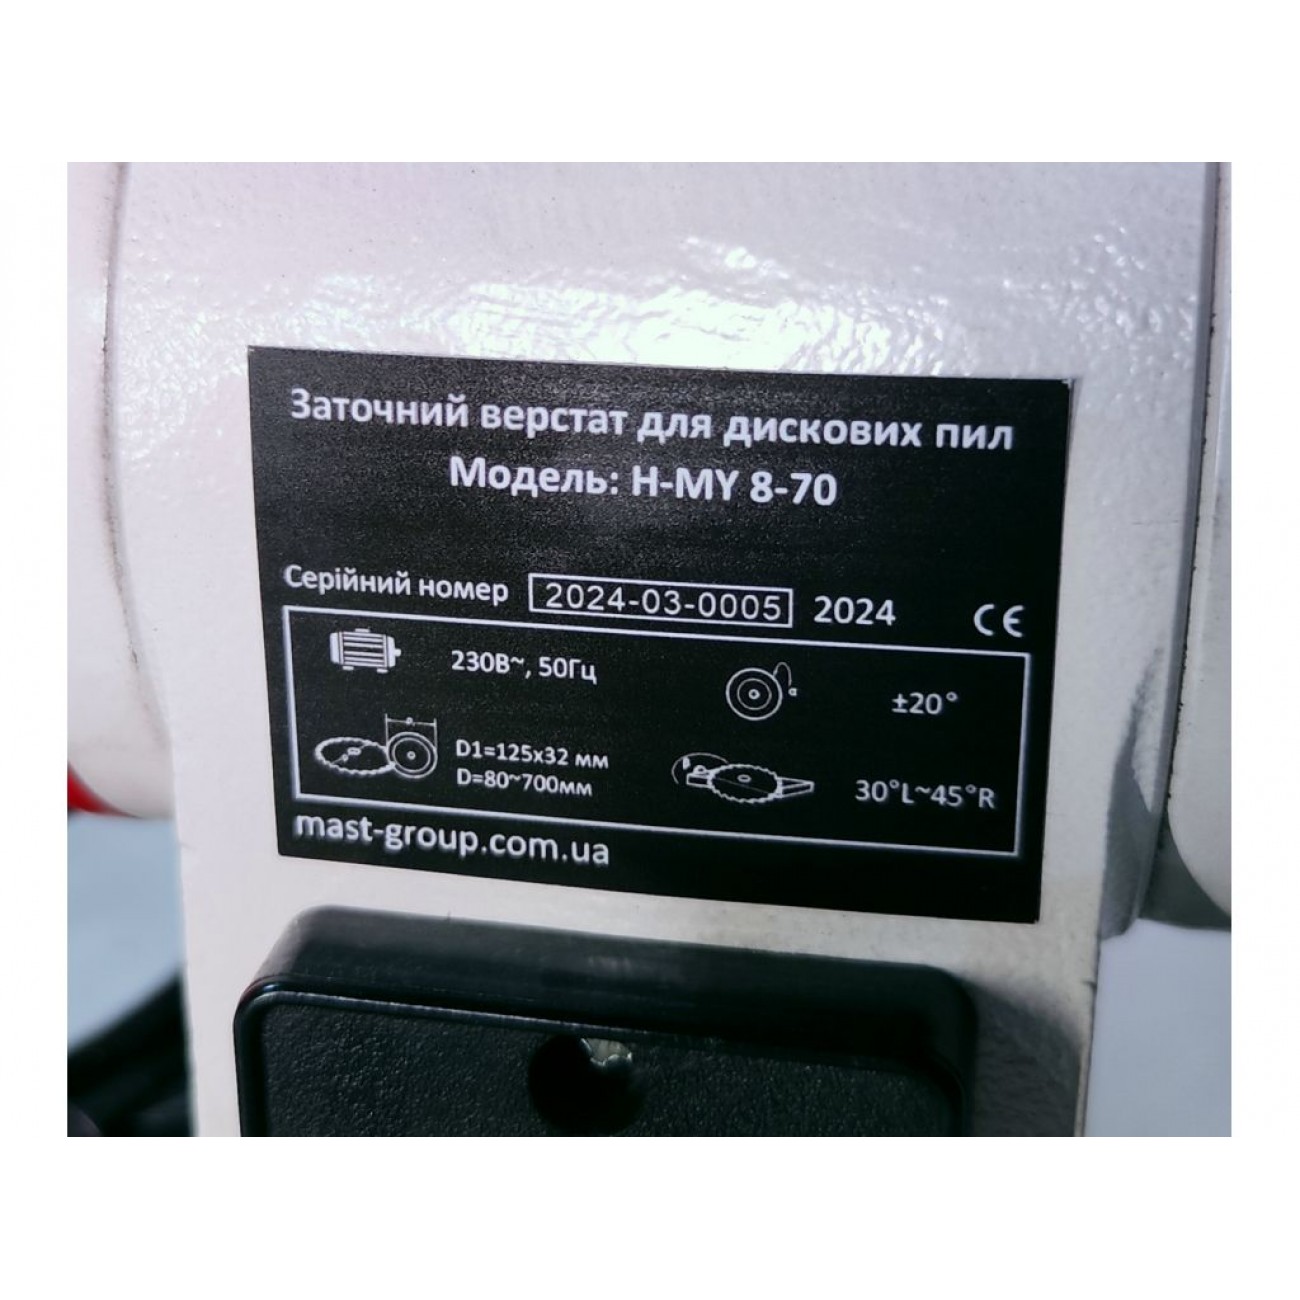 Заточний верстат для дискових пил
Модель: H-MY 8-70
Серійний номер 2024-03-0005 2024 CE
230В~, 50Гц
±20°
D1=125x32 мм
D=80~700мм
30°L~45°R
mast-group.com.ua